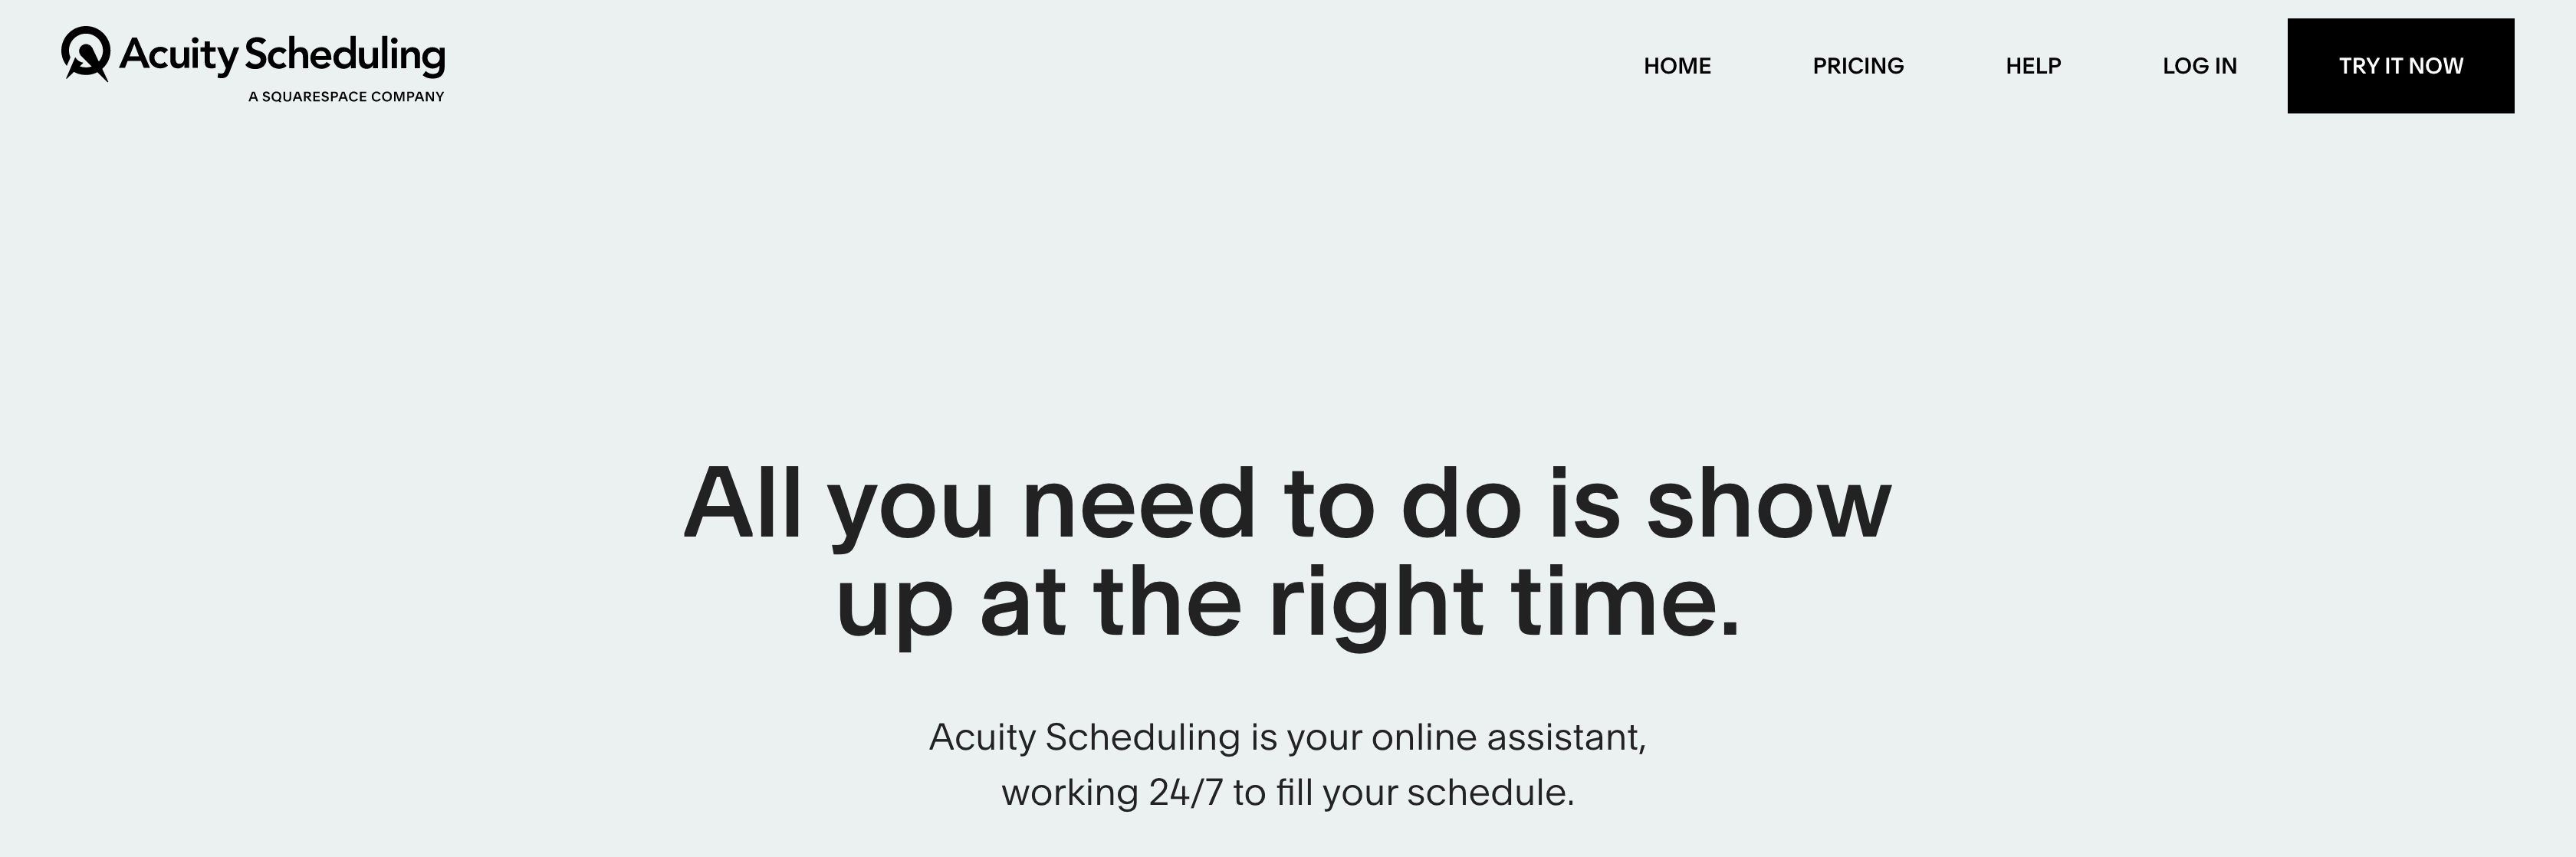 Acuity Scheduling
A SQUARESPACE COMPANY
HOME PRICING HELP LOG IN TRY IT NOW
All you need to do is show
up at the right time.
Acuity Scheduling is your online assistant,
working 24/7 to fill your schedule.